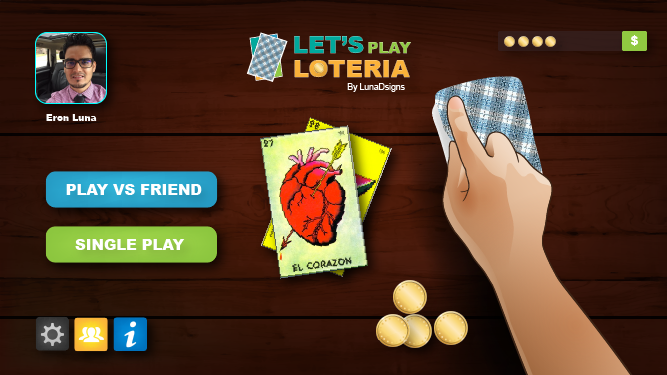 LET'S PLAY
LOTERIA
By LunaDsigns
$
Eron Luna
PLAY VS FRIEND
SINGLE PLAY
27
EL CORAZON
i